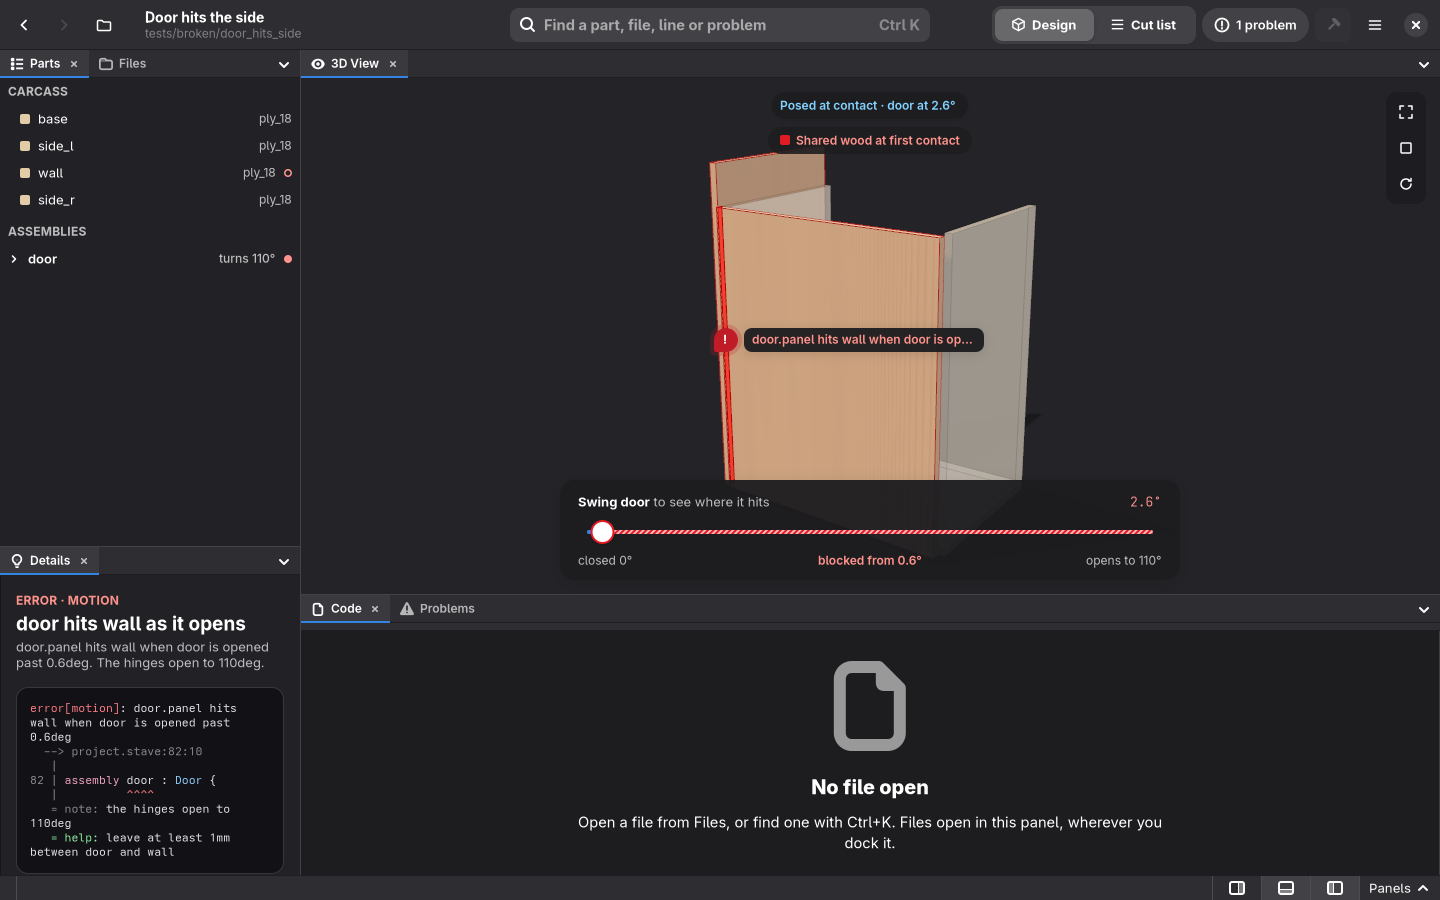 Door hits the side
tests/broken/door_hits_side
Find a part, file, line or problem
Ctrl K
Design
Cut list
1 problem
Parts
Files
CARCASS
base
ply_18
side_l
ply_18
wall
ply_18
side_r
ply_18
ASSEMBLIES
door
turns 110°
3D View
Posed at contact · door at 2.6°
Shared wood at first contact
!
door.panel hits wall when door is op...
Swing door to see where it hits
2.6°
closed 0°
blocked from 0.6°
opens to 110°
Details
ERROR · MOTION
door hits wall as it opens
door.panel hits wall when door is opened
past 0.6deg. The hinges open to 110deg.
error[motion]: door.panel hits
wall when door is opened past
0.6deg
--> project.stave:82:10
|
82 | assembly door : Door {
| ^^^^
= note: the hinges open to
110deg
= help: leave at least 1mm
between door and wall
Code
Problems
No file open
Open a file from Files, or find one with Ctrl+K. Files open in this panel, wherever you
dock it.
Panels